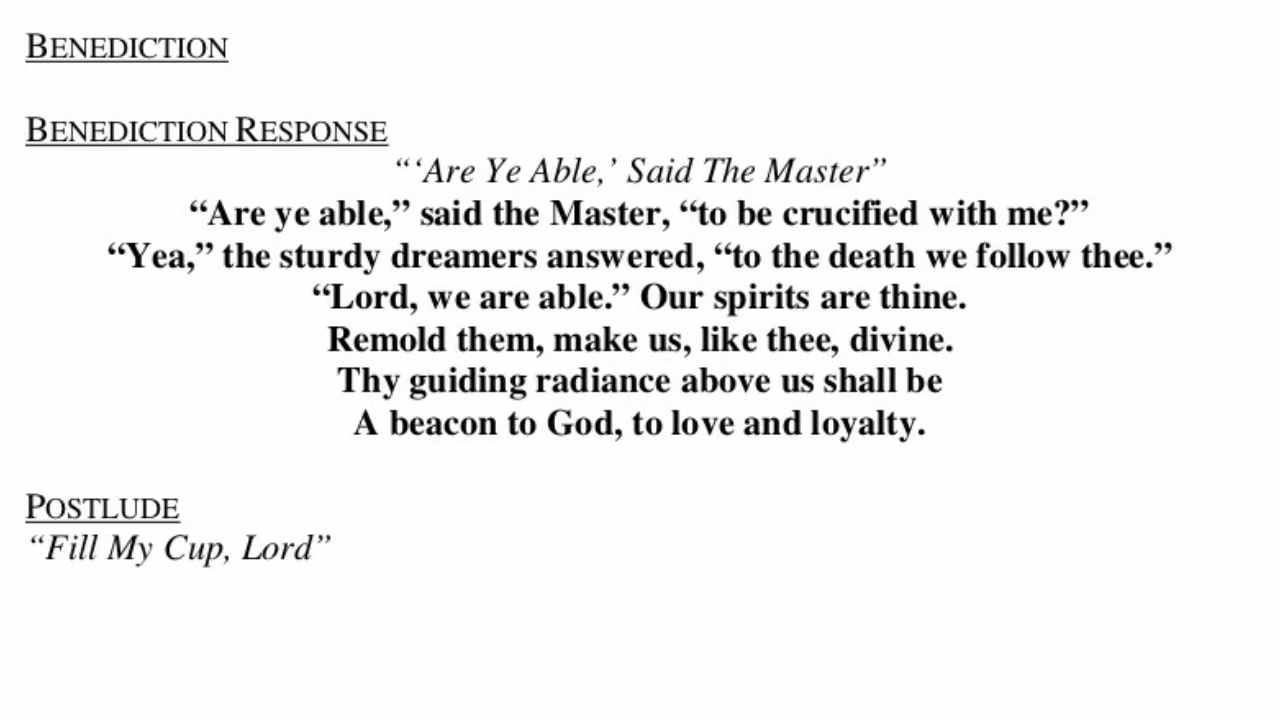 BENEDICTION
BENEDICTION RESPONSE
“‘Are Ye Able,’ Said The Master”
“Are ye able,” said the Master, “to be crucified with me?”
“Yea,” the sturdy dreamers answered, “to the death we follow thee.”
“Lord, we are able.” Our spirits are thine.
Remold them, make us, like thee, divine.
Thy guiding radiance above us shall be
A beacon to God, to love and loyalty.
POSTLUDE
“Fill My Cup, Lord”